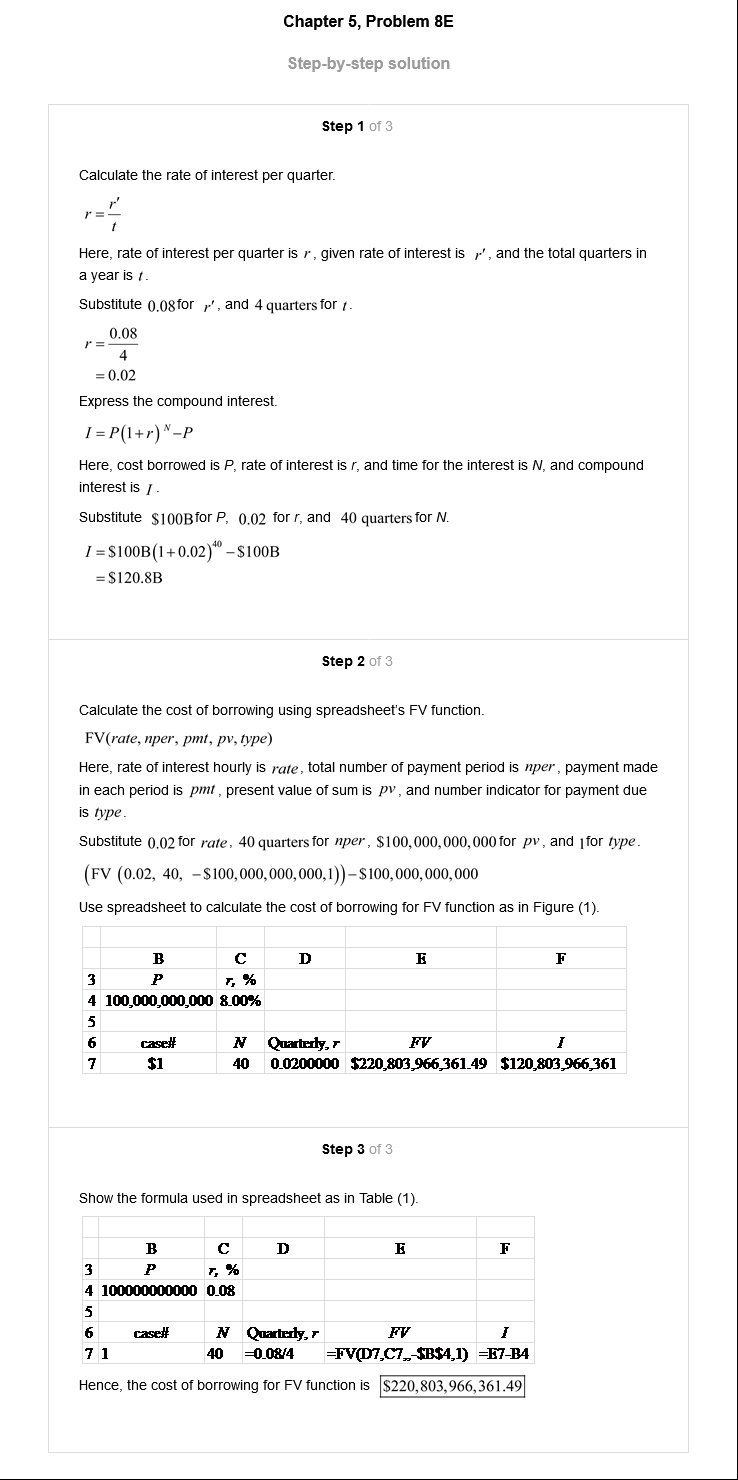 Chapter 5, Problem 8E
Step-by-step solution
Step 1 of 3
Calculate the rate of interest per quarter.
r = r′/t
Here, rate of interest per quarter is r, given rate of interest is r′, and the total quarters in
a year is t.
Substitute 0.08 for r′, and 4 quarters for t.
r = 0.08/4
= 0.02
Express the compound interest.
I = P(1+r)^N − P
Here, cost borrowed is P, rate of interest is r, and time for the interest is N, and compound
interest is I.
Substitute $100B for P, 0.02 for r, and 40 quarters for N.
I = $100B(1+0.02)^40 − $100B
= $120.8B
Step 2 of 3
Calculate the cost of borrowing using spreadsheet's FV function.
FV(rate, nper, pmt, pv, type)
Here, rate of interest hourly is rate, total number of payment period is nper, payment made
in each period is pmt, present value of sum is pv, and number indicator for payment due
is type.
Substitute 0.02 for rate, 40 quarters for nper, $100,000,000,000 for pv, and 1 for type.
(FV (0.02, 40, −$100,000,000,000,1))−$100,000,000,000
Use spreadsheet to calculate the cost of borrowing for FV function as in Figure (1).
B C D E F
3 P r, %
4 100,000,000,000 8.00%
5
6 case# N Quarterly, r FV I
7 $1 40 0.0200000 $220,803,966,361.49 $120,803,966,361
Step 3 of 3
Show the formula used in spreadsheet as in Table (1).
B C D E F
3 P r, %
4 100000000000 0.08
5
6 case# N Quarterly, r FV I
7 1 40 =0.08/4 =FV(D7,C7,,-$B$4,1) =E7-B4
Hence, the cost of borrowing for FV function is $220,803,966,361.49